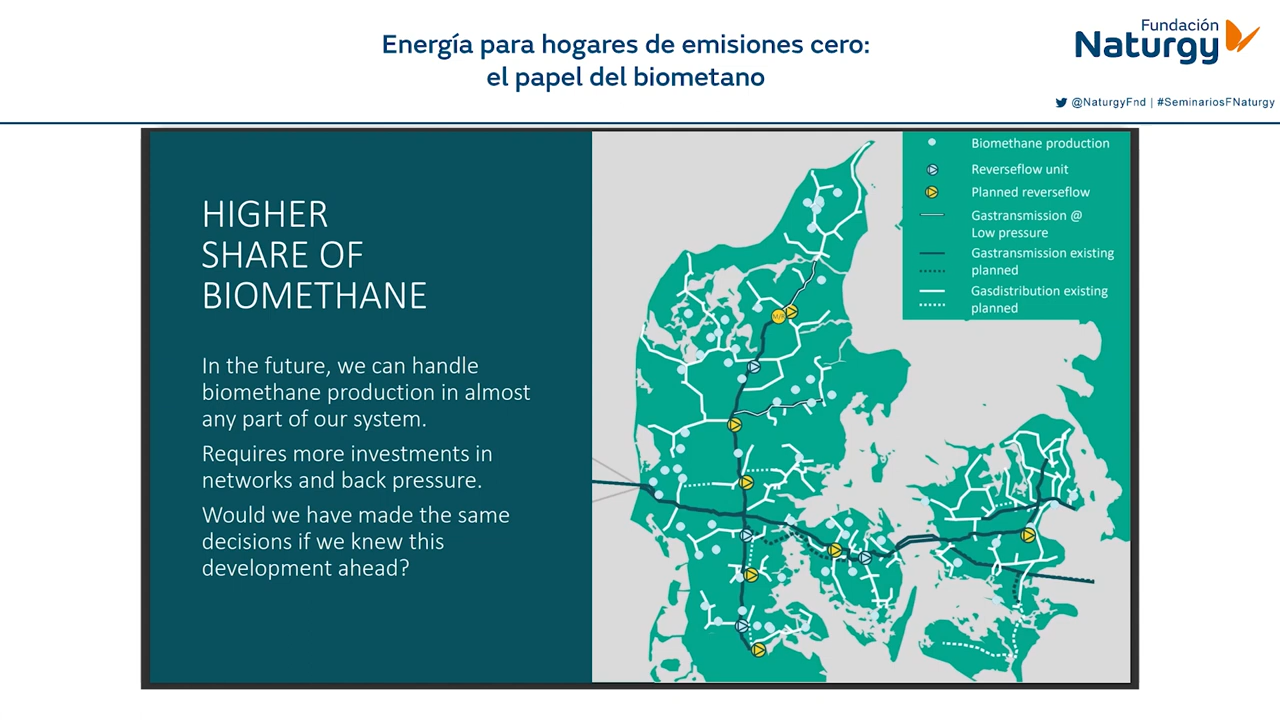 Energía para hogares de emisiones cero:
el papel del biometano
Fundación
Naturgy
@NaturgyFnd | #SeminariosFNaturgy
HIGHER
SHARE OF
BIOMETHANE
In the future, we can handle
biomethane production in almost
any part of our system.
Requires more investments in
networks and back pressure.
Would we have made the same
decisions if we knew this
development ahead?
Biomethane production
Reverseflow unit
Planned reverseflow
Gastransmission @
Low pressure
Gastransmission existing
planned
Gasdistribution existing
planned